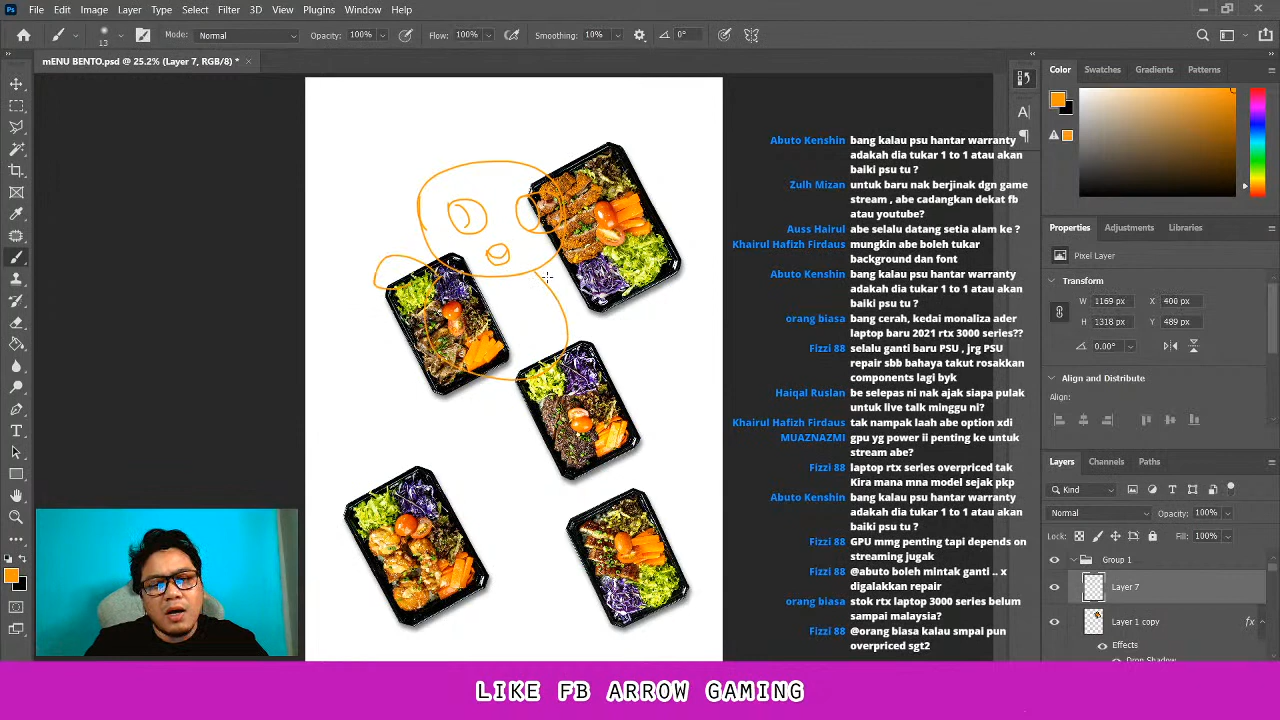 Ps File Edit Image Layer Type Select Filter 3D View Plugins Window Help
13 Mode: Normal Opacity: 100% Flow: 100% Smoothing: 10% 0°
mENU BENTO.psd @ 25.2% (Layer 7, RGB/8) *
Color Swatches Gradients Patterns
Abuto Kenshin bang kalau psu hantar warranty
adakah dia tukar 1 to 1 atau akan
baiki psu tu ?
Zulh Mizan untuk baru nak berjinak dgn game
stream , abe cadangkan dekat fb
atau youtube?
Auss Hairul abe selalu datang setia alam ke ?
Khairul Hafizh Firdaus mungkin abe boleh tukar
background dan font
Abuto Kenshin bang kalau psu hantar warranty
adakah dia tukar 1 to 1 atau akan
baiki psu tu ?
orang biasa bang cerah, kedai monaliza ader
laptop baru 2021 rtx 3000 series??
Fizzi 88 selalu ganti baru PSU , jrg PSU
repair sbb bahaya takut rosakkan
components lagi byk
Haiqal Ruslan be selepas ni nak ajak siapa pulak
untuk live talk minggu ni?
Khairul Hafizh Firdaus tak nampak laah abe option xdi
MUAZNAZMI gpu yg power ii penting ke untuk
stream abe?
Fizzi 88 laptop rtx series overpriced tak
Kira mana mna model sejak pkp
Abuto Kenshin bang kalau psu hantar warranty
adakah dia tukar 1 to 1 atau akan
baiki psu tu ?
Fizzi 88 GPU mmg penting tapi depends on
streaming jugak
Fizzi 88 @abuto boleh mintak ganti .. x
digalakkan repair
orang biasa stok rtx laptop 3000 series belum
sampai malaysia?
Fizzi 88 @orang biasa kalau smpai pun
overpriced sgt2
Properties Adjustments Libraries
Pixel Layer
Transform
W 1169 px X 400 px
H 1318 px Y 489 px
0.00°
Align and Distribute
Align:
Layers Channels Paths
Kind
Normal Opacity: 100%
Lock: Fill: 100%
Group 1
Layer 7
Layer 1 copy fx
Effects
Drop Shadow
LIKE FB ARROW GAMING